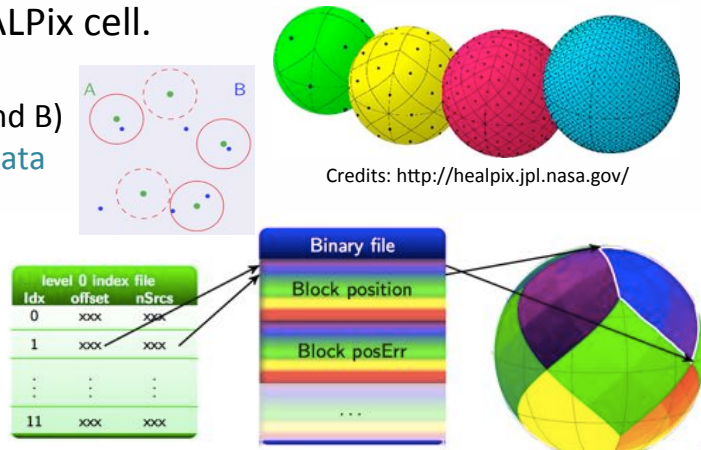 ALPix cell.
nd B)
ata
A B
Credits: http://healpix.jpl.nasa.gov/
level 0 index file
Idx offset nSrcs
0 xxx xxx
1 xxx xxx
: : :
11 xxx xxx
Binary file
Block position
Block posErr
...